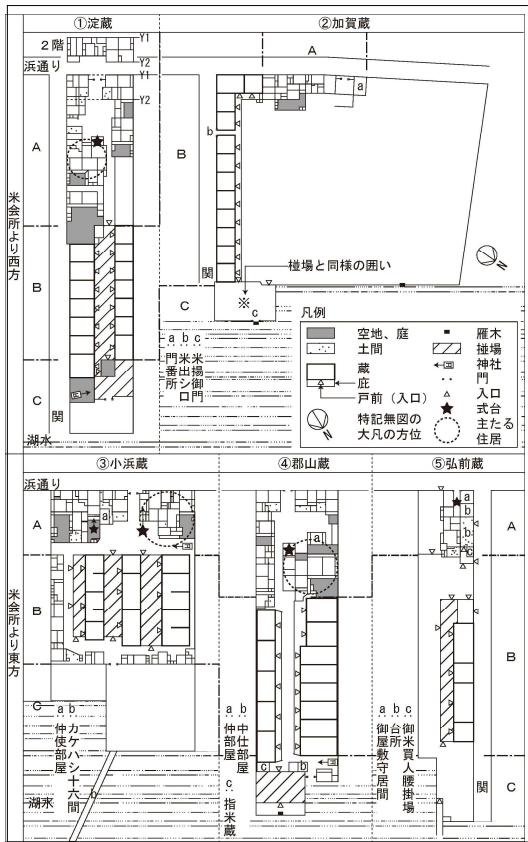 ①淀蔵
②加賀蔵
2階
Y1
Y2
浜通り
Y1
Y2
A
B
C
関
湖水
米会所より西方
A
a
b
B
関
C
N
椪場と同様の囲い
※
c
a 門番所
b 米出シ口
c 米揚御門
凡例
空地、庭
土間
蔵
庇
戸前（入口）
特記無図の
大凡の方位
N
雁木
椪場
神社
門
入口
式台
主たる
住居
③小浜蔵
④郡山蔵
⑤弘前蔵
浜通り
A
B
C
湖水
米会所より東方
a
a 仲使部屋
b カケハシ十六間
b
a
c
b
a 仲部屋
b 中仕部屋
c 指米蔵
a
b
b
c
A
B
C
関
a 御屋敷守居間
b 台所
c 御米買人腰掛場